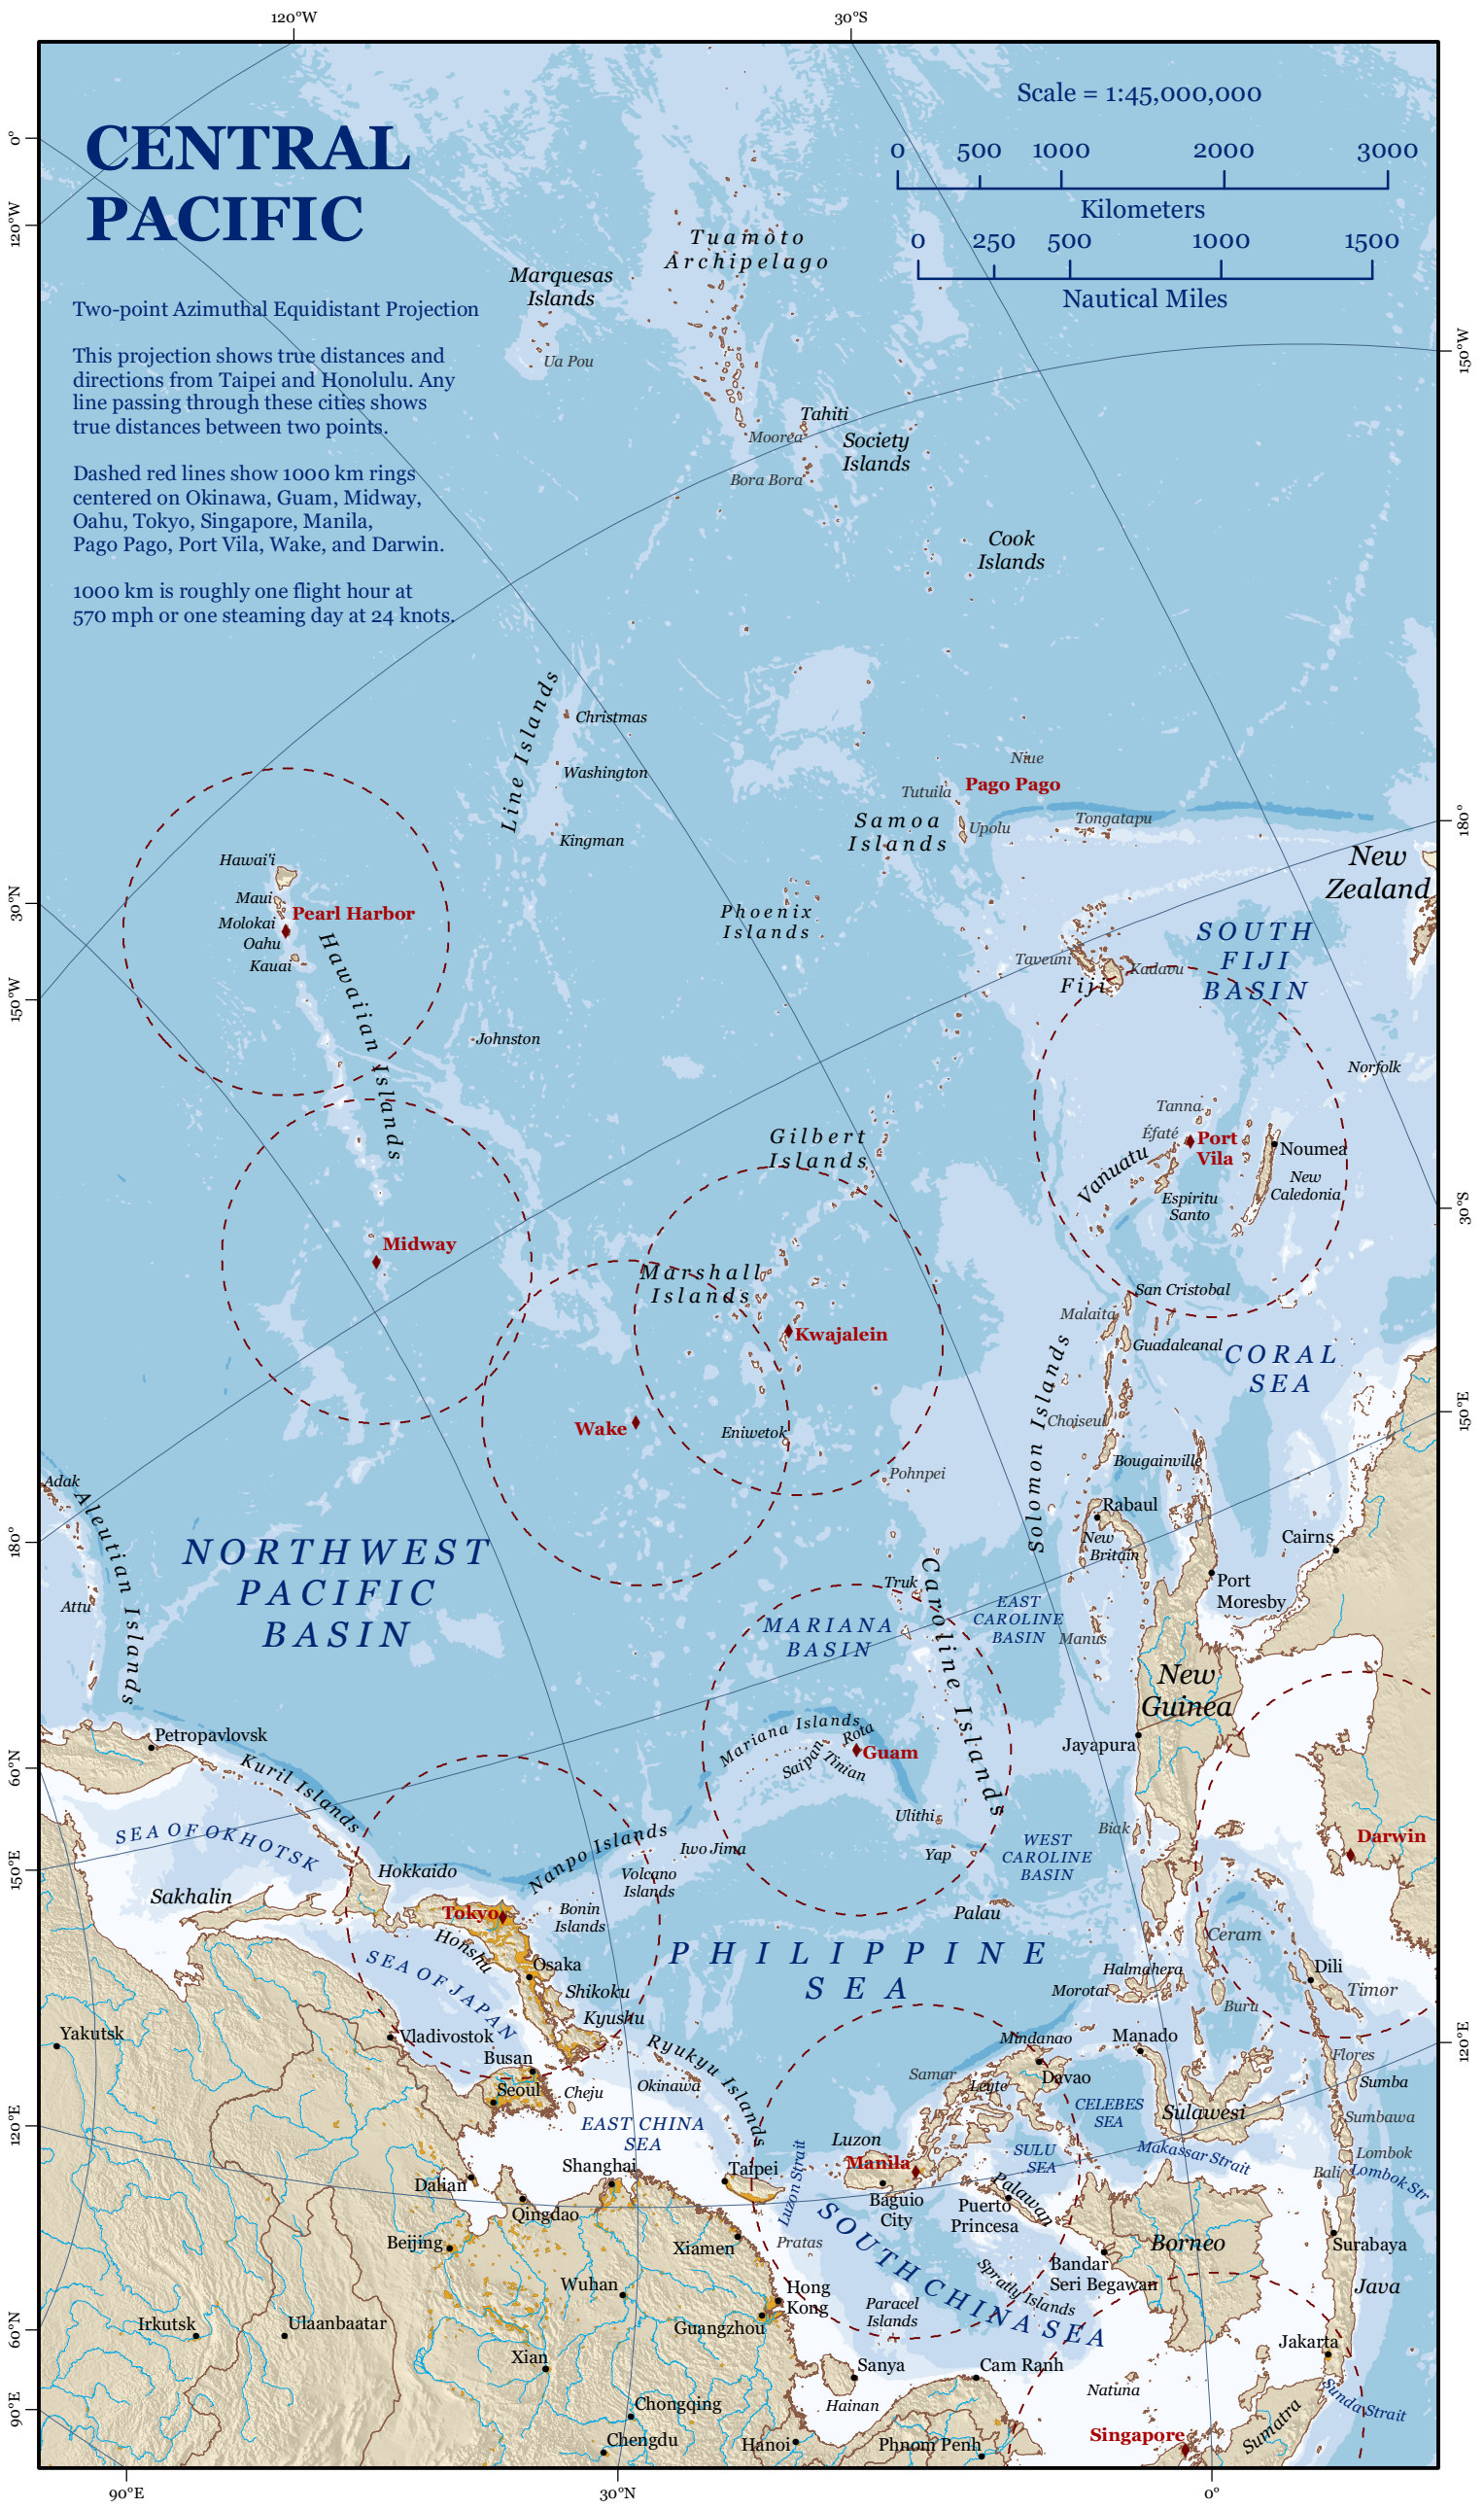 120°W
30°S
Scale = 1:45,000,000
0 500 1000 2000 3000
Kilometers
0 250 500 1000 1500
Nautical Miles
CENTRAL
PACIFIC
Two-point Azimuthal Equidistant Projection
This projection shows true distances and
directions from Taipei and Honolulu. Any
line passing through these cities shows
true distances between two points.
Dashed red lines show 1000 km rings
centered on Okinawa, Guam, Midway,
Oahu, Tokyo, Singapore, Manila,
Pago Pago, Port Vila, Wake, and Darwin.
1000 km is roughly one flight hour at
570 mph or one steaming day at 24 knots.
0°
120°W
30°N
150°W
180°
60°N
150°E
120°E
60°N
90°E
150°W
180°
30°S
150°E
120°E
Tuamoto
Archipelago
Marquesas
Islands
Ua Pou
Tahiti
Moorea
Society
Islands
Bora Bora
Cook
Islands
Line Islands
Christmas
Washington
Kingman
Niue
Pago Pago
Tutuila
Samoa
Islands
Upolu
Tongatapu
New
Zealand
Hawai'i
Maui
Pearl Harbor
Molokai
Oahu
Kauai
Hawaiian Islands
Phoenix
Islands
SOUTH
FIJI
BASIN
Taveuni
Kadavu
Fiji
Johnston
Norfolk
Tanna
Éfaté
Port
Vila
Noumea
Vanuatu
New
Caledonia
Espiritu
Santo
Gilbert
Islands
Midway
Marshall
Islands
Kwajalein
San Cristobal
Malaita
Guadalcanal
CORAL
SEA
Solomon Islands
Choiseul
Wake
Eniwetok
Bougainville
Pohnpei
Adak
Aleutian Islands
Attu
Rabaul
New
Britain
Cairns
NORTHWEST
PACIFIC
BASIN
Truk
Caroline Islands
Port
Moresby
MARIANA
BASIN
EAST
CAROLINE
BASIN
Manus
New
Guinea
Petropavlovsk
Mariana Islands
Rota
Guam
Saipan
Tinian
Jayapura
Kuril Islands
Ulithi
Biak
Darwin
SEA OF OKHOTSK
Nanpo Islands
Iwo Jima
Yap
WEST
CAROLINE
BASIN
Hokkaido
Volcano
Islands
Sakhalin
Tokyo
Bonin
Islands
Palau
Honshu
PHILIPPINE
SEA
Ceram
SEA OF JAPAN
Osaka
Halmahera
Dili
Shikoku
Morotai
Timor
Buru
Kyushu
Yakutsk
Vladivostok
Ryukyu Islands
Mindanao
Manado
Busan
Flores
Seoul
Cheju
Okinawa
Samar
Leyte
Davao
Sumba
EAST CHINA
SEA
CELEBES
SEA
Sulawesi
Sumbawa
Luzon
SULU
SEA
Makassar Strait
Lombok
Shanghai
Taipei
Luzon Strait
Manila
Bali
Lombok Str
Dalian
Palawan
Qingdao
Baguio
City
Puerto
Princesa
Beijing
Xiamen
Pratas
SOUTH CHINA SEA
Borneo
Surabaya
Wuhan
Bandar
Seri Begawan
Spratly Islands
Java
Hong
Kong
Paracel
Islands
Irkutsk
Ulaanbaatar
Guangzhou
Jakarta
Xian
Sanya
Cam Ranh
Natuna
Hainan
Sunda Strait
Chongqing
Sumatra
Singapore
Chengdu
Hanoi
Phnom Penh
90°E
30°N
0°